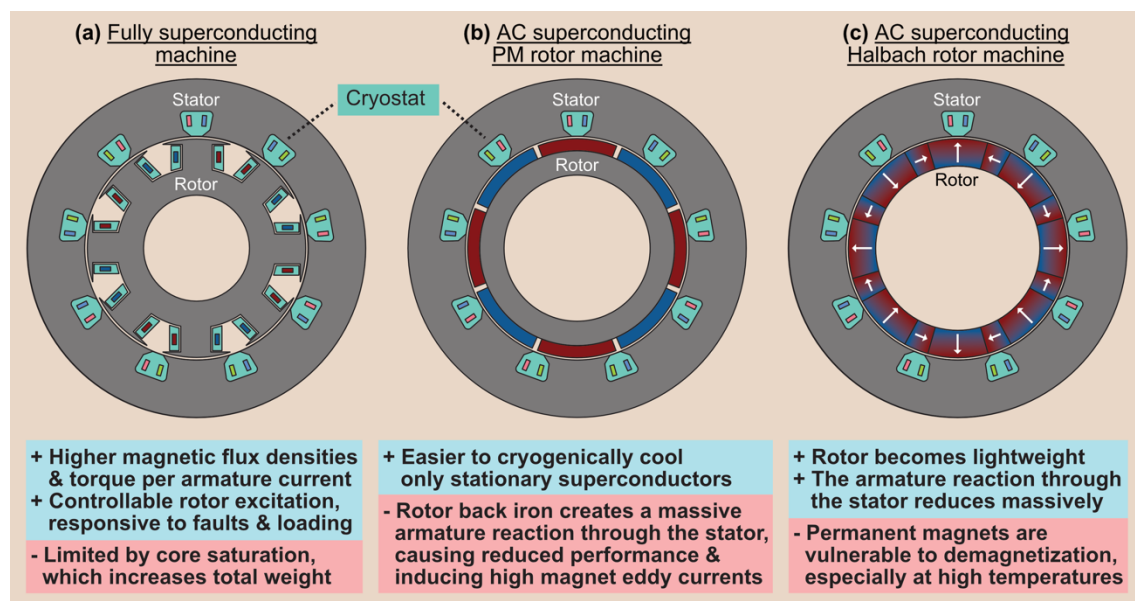 (a) Fully superconducting
machine
(b) AC superconducting
PM rotor machine
(c) AC superconducting
Halbach rotor machine
Stator
Cryostat
Stator
Stator
Rotor
Rotor
Rotor
+ Higher magnetic flux densities
& torque per armature current
+ Controllable rotor excitation,
responsive to faults & loading
- Limited by core saturation,
which increases total weight
+ Easier to cryogenically cool
only stationary superconductors
- Rotor back iron creates a massive
armature reaction through the stator,
causing reduced performance &
inducing high magnet eddy currents
+ Rotor becomes lightweight
+ The armature reaction through
the stator reduces massively
- Permanent magnets are
vulnerable to demagnetization,
especially at high temperatures